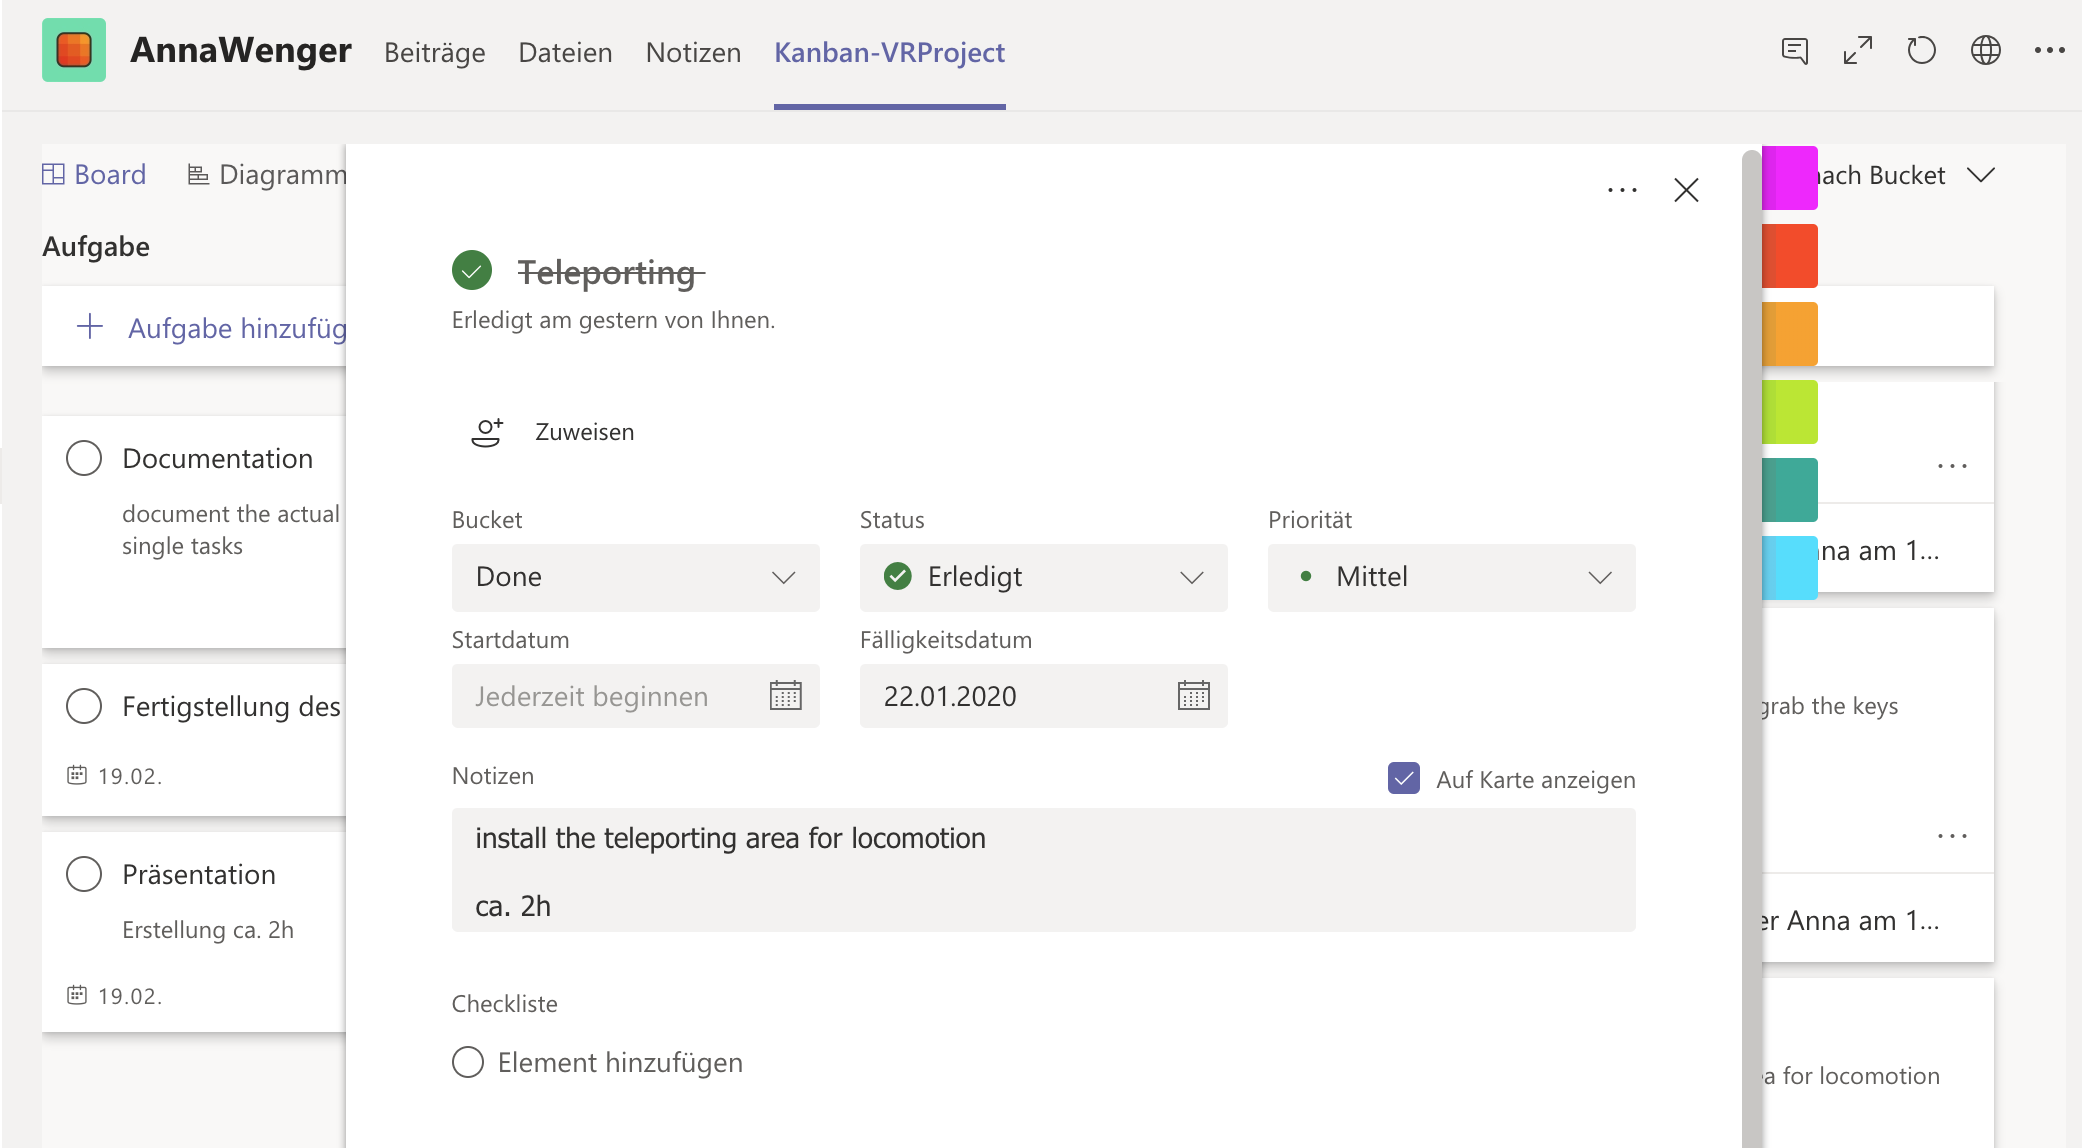 AnnaWenger Beiträge Dateien Notizen Kanban-VRProject
Board Diagramm
nach Bucket
Aufgabe
Aufgabe hinzufüg
Documentation
document the actual
single tasks
Fertigstellung des
19.02.
Präsentation
Erstellung ca. 2h
19.02.
Teleporting
Erledigt am gestern von Ihnen.
Zuweisen
Bucket Status Priorität
Done Erledigt Mittel
Startdatum Fälligkeitsdatum
Jederzeit beginnen 22.01.2020
Notizen Auf Karte anzeigen
install the teleporting area for locomotion
ca. 2h
Checkliste
Element hinzufügen
am 1...
grab the keys
er Anna am 1...
for locomotion